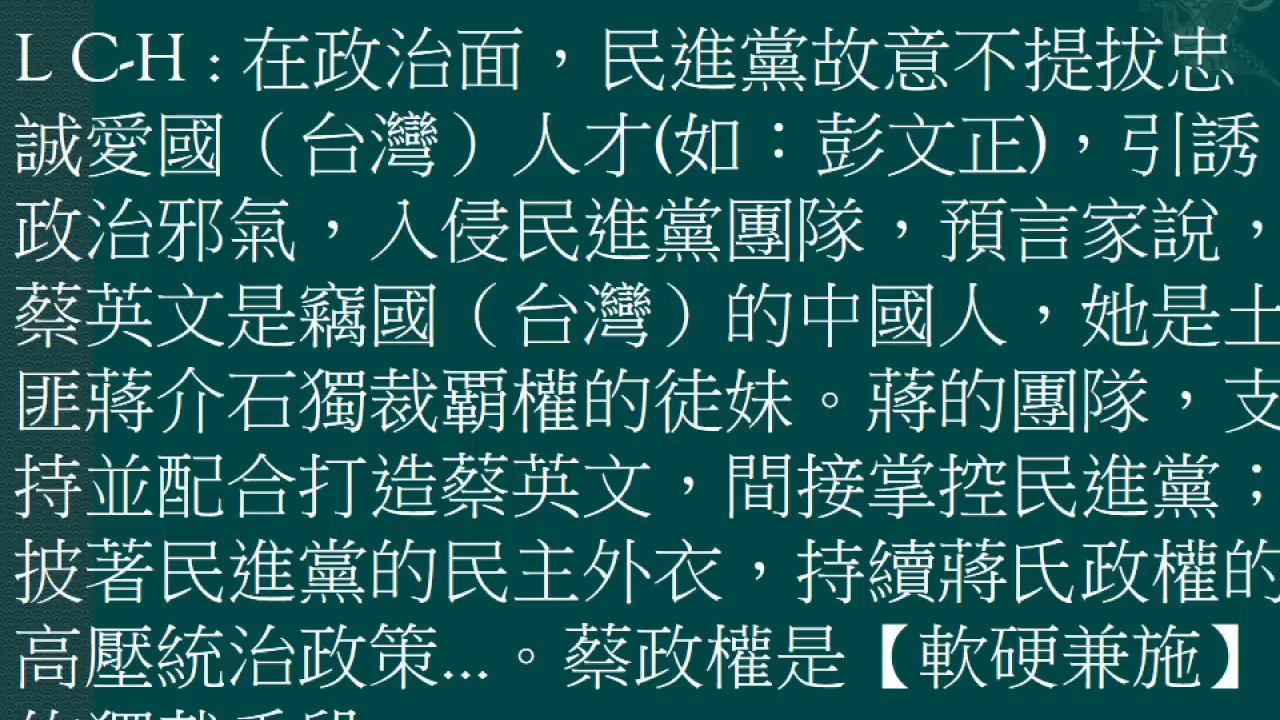 L C-H : 在政治面，民進黨故意不提拔忠
誠愛國（台灣）人才(如：彭文正)，引誘
政治邪氣，入侵民進黨團隊，預言家說，
蔡英文是竊國（台灣）的中國人，她是土
匪蔣介石獨裁覇權的徒妹。蔣的團隊，支
持並配合打造蔡英文，間接掌控民進黨；
披著民進黨的民主外衣，持續蔣氏政權的
高壓統治政策...。蔡政權是【軟硬兼施】